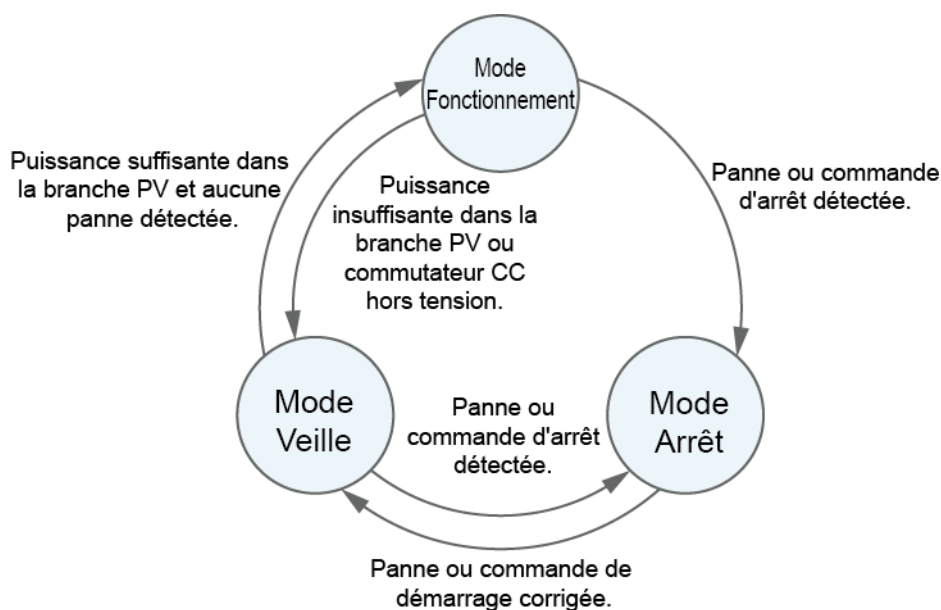 Mode
Fonctionnement
Puissance suffisante dans
la branche PV et aucune
panne détectée.
Puissance
insuffisante dans la
branche PV ou
commutateur CC
hors tension.
Panne ou commande
d'arrêt détectée.
Mode
Veille
Panne ou
commande d'arrêt
détectée.
Mode
Arrêt
Panne ou commande de
démarrage corrigée.